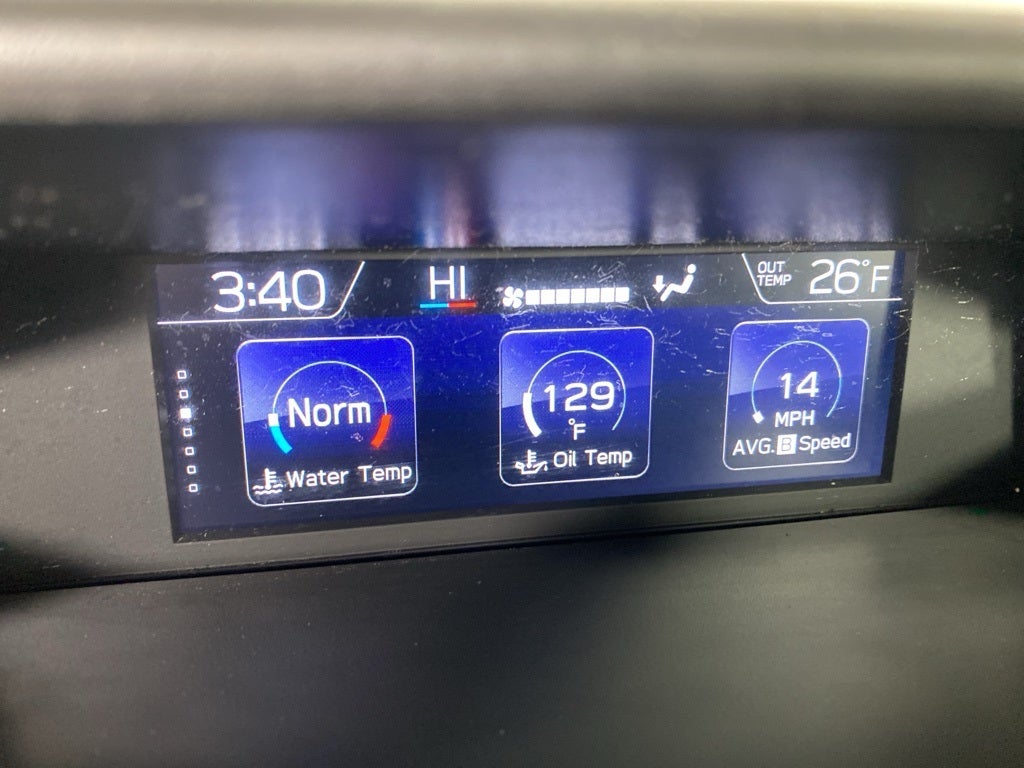 3:40
HI
OUT TEMP 26°F
Norm
Water Temp
129
°F
Oil Temp
14
MPH
AVG. B Speed